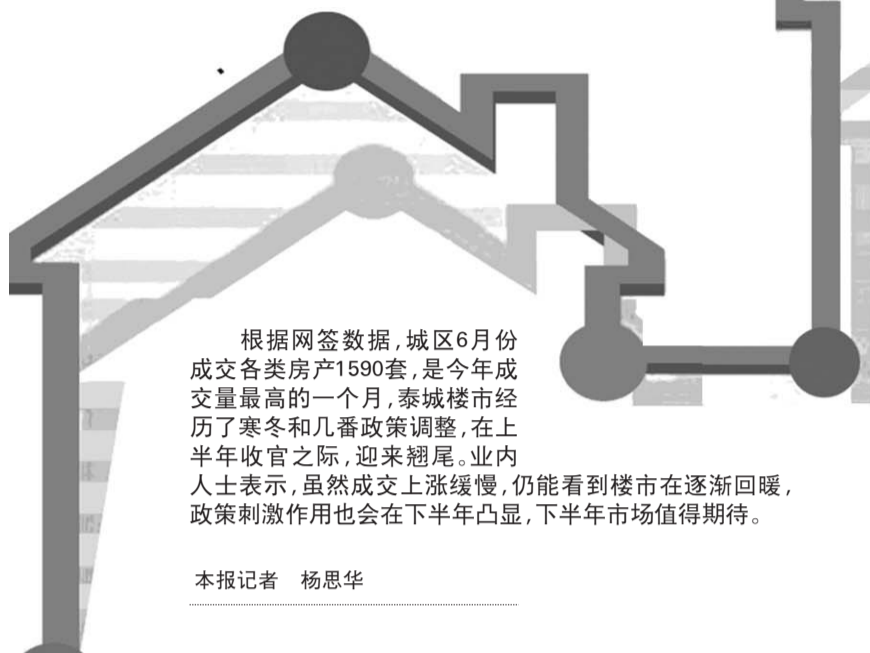 根据网签数据,城区6月份
成交各类房产1590套,是今年成
交量最高的一个月,泰城楼市经
历了寒冬和几番政策调整,在上
半年收官之际,迎来翘尾。业内
人士表示,虽然成交上涨缓慢,仍能看到楼市在逐渐回暖,
政策刺激作用也会在下半年凸显,下半年市场值得期待。
本报记者　杨思华